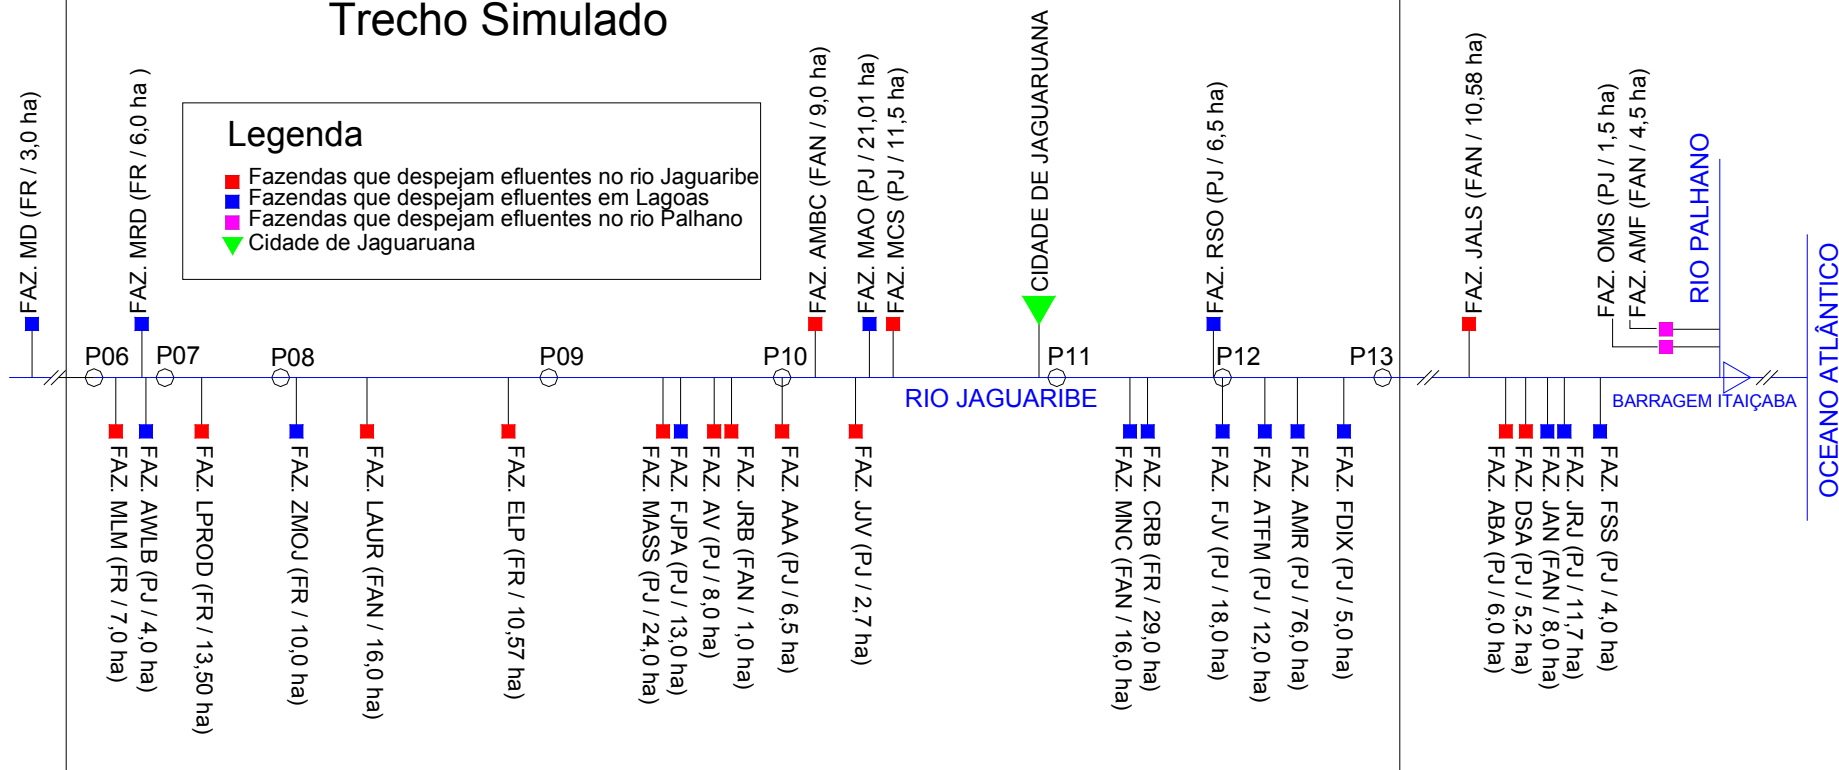 Trecho Simulado
Legenda
Fazendas que despejam efluentes no rio Jaguaribe
Fazendas que despejam efluentes em Lagoas
Fazendas que despejam efluentes no rio Palhano
Cidade de Jaguaruana
FAZ. MD (FR / 3,0 ha)
FAZ. MRD (FR / 6,0 ha )
FAZ. AMBC (FAN / 9,0 ha)
FAZ. MAO (PJ / 21,01 ha)
FAZ. MCS (PJ / 11,5 ha)
CIDADE DE JAGUARUANA
FAZ. RSO (PJ / 6,5 ha)
FAZ. JALS (FAN / 10,58 ha)
FAZ. OMS (PJ / 1,5 ha)
FAZ. AMF (FAN / 4,5 ha)
RIO PALHANO
OCEANO ATLÂNTICO
P06
P07
P08
P09
P10
P11
P12
P13
RIO JAGUARIBE
BARRAGEM ITAIÇABA
FAZ. MLM (FR / 7,0 ha)
FAZ. AWLB (PJ / 4,0 ha)
FAZ. LPROD (FR / 13,50 ha)
FAZ. ZMOJ (FR / 10,0 ha)
FAZ. LAUR (FAN / 16,0 ha)
FAZ. ELP (FR / 10,57 ha)
FAZ. MASS (PJ / 24,0 ha)
FAZ. FJPA (PJ / 13,0 ha)
FAZ. AV (PJ / 8,0 ha)
FAZ. JRB (FAN / 1,0 ha)
FAZ. AAA (PJ / 6,5 ha)
FAZ. JJV (PJ / 2,7 ha)
FAZ. MNC (FAN / 16,0 ha)
FAZ. CRB (FR / 29,0 ha)
FAZ. FJV (PJ / 18,0 ha)
FAZ. ATFM (PJ / 12,0 ha)
FAZ. AMR (PJ / 76,0 ha)
FAZ. FDIX (PJ / 5,0 ha)
FAZ. ABA (PJ / 6,0 ha)
FAZ. DSA (PJ / 5,2 ha)
FAZ. JAN (FAN / 8,0 ha)
FAZ. JRJ (PJ / 11,7 ha)
FAZ. FSS (PJ / 4,0 ha)